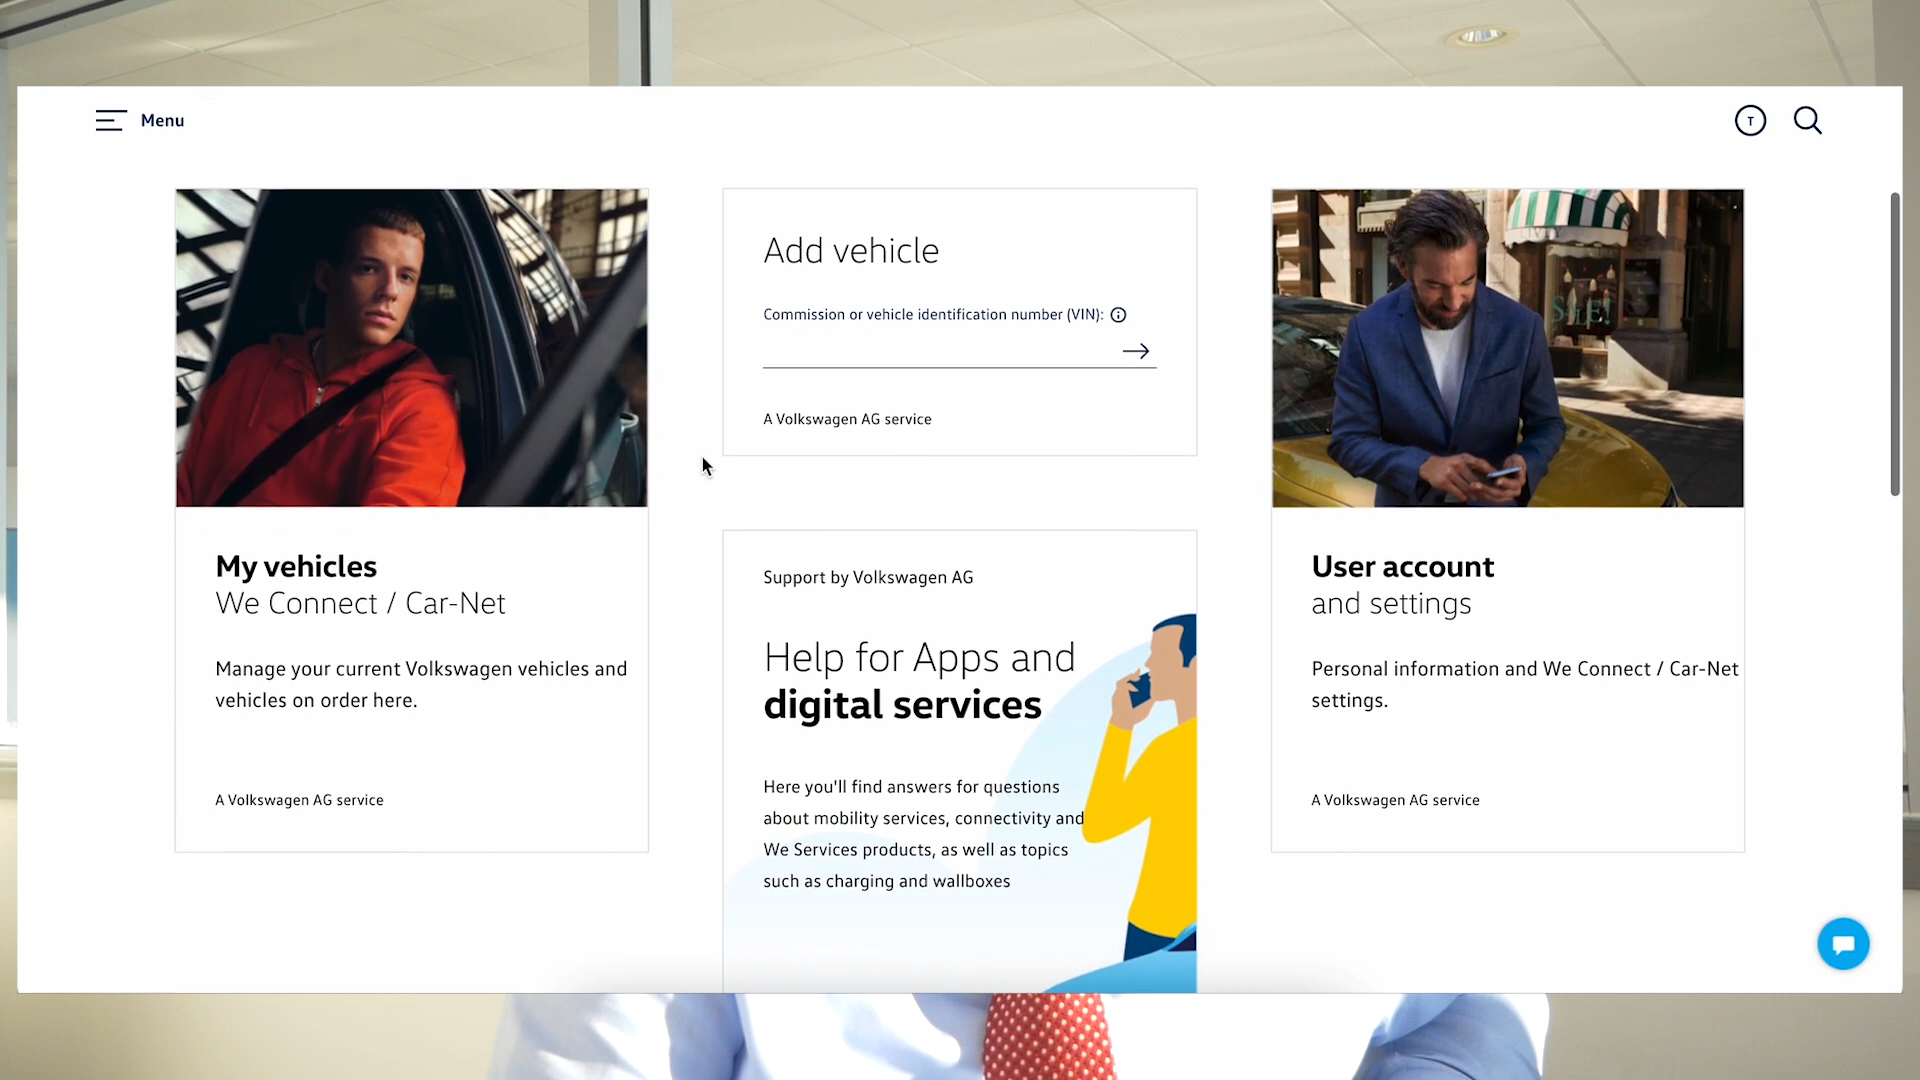 Menu
T
My vehicles
We Connect / Car-Net
Manage your current Volkswagen vehicles and
vehicles on order here.
A Volkswagen AG service
Add vehicle
Commission or vehicle identification number (VIN):
A Volkswagen AG service
Support by Volkswagen AG
Help for Apps and
digital services
Here you'll find answers for questions
about mobility services, connectivity and
We Services products, as well as topics
such as charging and wallboxes
SALE!
User account
and settings
Personal information and We Connect / Car-Net
settings.
A Volkswagen AG service